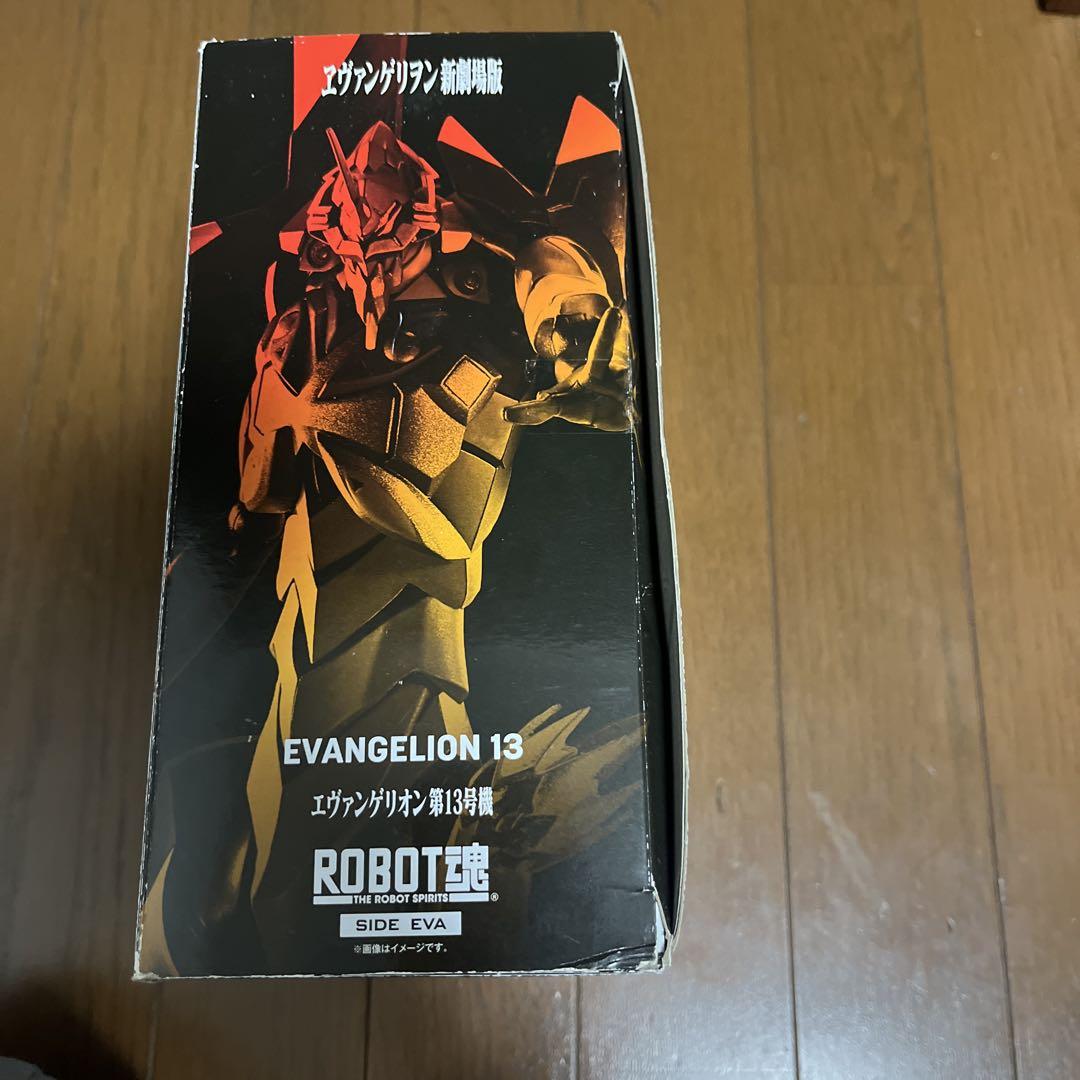 ヱヴァンゲリヲン新劇場版
EVANGELION 13
エヴァンゲリオン第13号機
ROBOT魂
THE ROBOT SPIRITS®
SIDE EVA
※画像はイメージです。